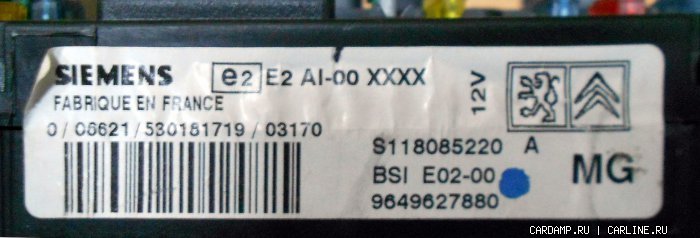 SIEMENS e2 E2 AI-00 XXXX
FABRIQUE EN FRANCE
12V
0/06621/530181719/03170
S118085220 A
BSI E02-00
MG
9649627880
CARDAMP.RU | CARLINE.RU